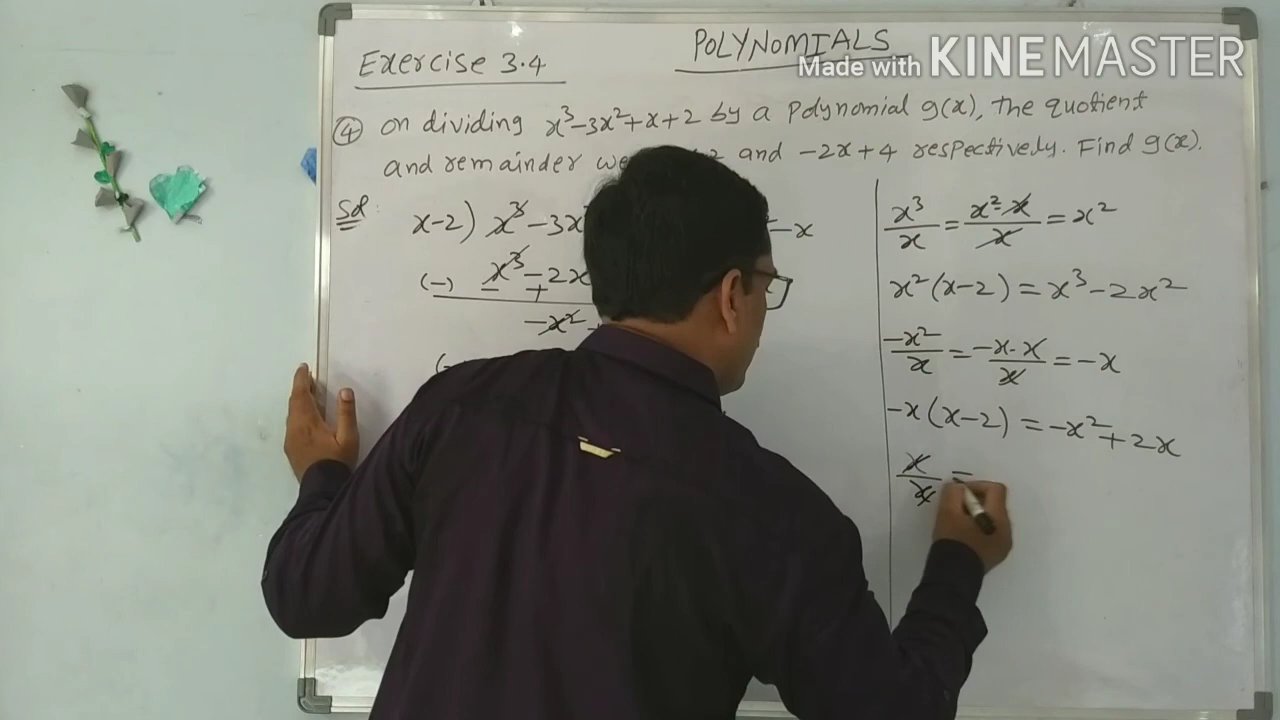 POLYNOMIALS
Made with KINEMASTER
Exercise 3.4
④ on dividing x³-3x²+x+2 by a polynomial g(x), the quotient
and remainder and -2x+4 respectively. Find g(x).
Sol:
x-2) x³-3x -x
(-) x³-2x
-x²
x³/x = x²·x/x = x²
x²(x-2) = x³-2x²
-x²/x = -x·x/x = -x
-x(x-2) = -x²+2x
x/x =